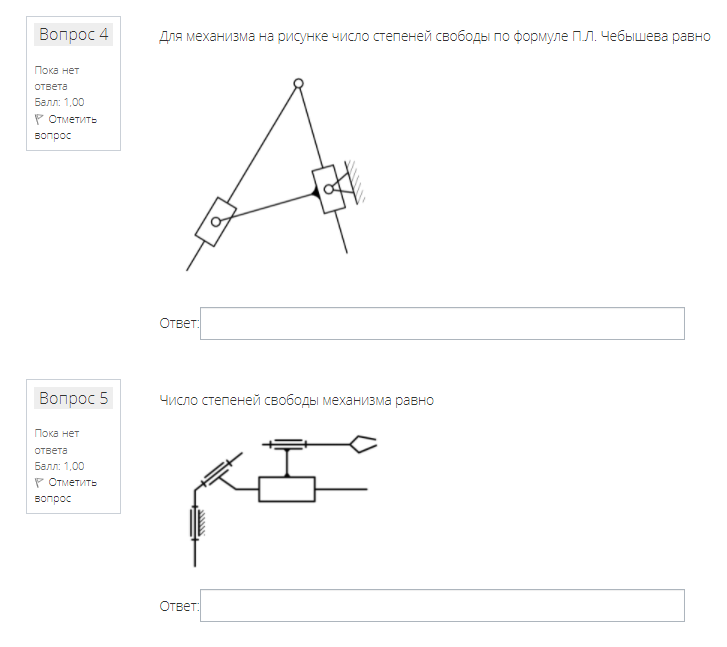 Вопрос 4
Пока нет
ответа
Балл: 1,00
Отметить
вопрос
Для механизма на рисунке число степеней свободы по формуле П.Л. Чебышева равно
Ответ:
Вопрос 5
Пока нет
ответа
Балл: 1,00
Отметить
вопрос
Число степеней свободы механизма равно
Ответ: